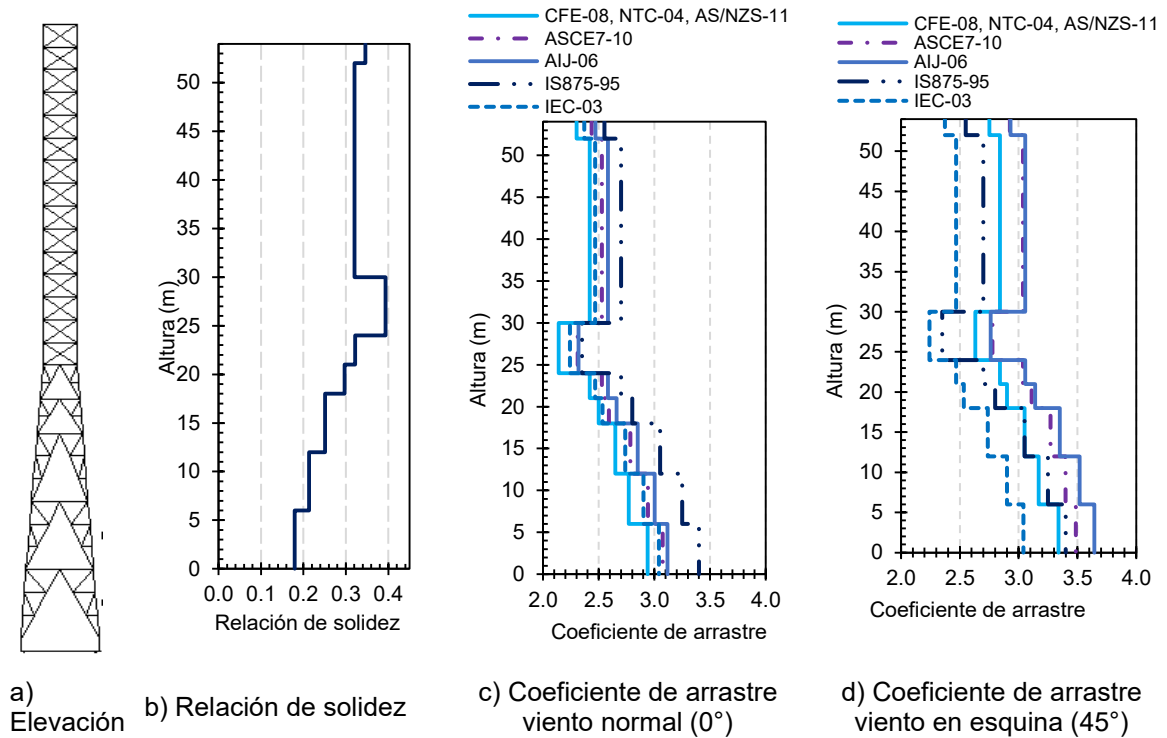 CFE-08, NTC-04, AS/NZS-11
ASCE7-10
AIJ-06
IS875-95
IEC-03
CFE-08, NTC-04, AS/NZS-11
ASCE7-10
AIJ-06
IS875-95
IEC-03
50
45
40
35
30
25
20
15
10
5
0
Altura (m)
0.0 0.1 0.2 0.3 0.4
Relación de solidez
50
45
40
35
30
25
20
15
10
5
0
Altura (m)
2.0 2.5 3.0 3.5 4.0
Coeficiente de arrastre
50
45
40
35
30
25
20
15
10
5
0
Altura (m)
2.0 2.5 3.0 3.5 4.0
Coeficiente de arrastre
a)
Elevación
b) Relación de solidez
c) Coeficiente de arrastre
viento normal (0°)
d) Coeficiente de arrastre
viento en esquina (45°)